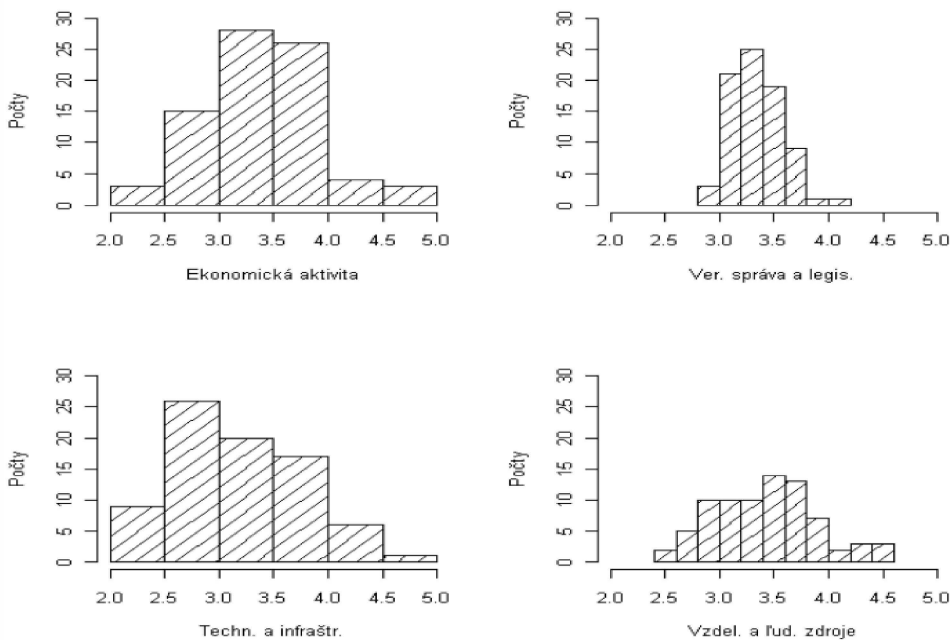 Počty
0 5 10 15 20 25 30
2.0 2.5 3.0 3.5 4.0 4.5 5.0
Ekonomická aktivita
Počty
0 5 10 15 20 25 30
2.0 2.5 3.0 3.5 4.0 4.5 5.0
Ver. správa a legis.
Počty
0 5 10 15 20 25 30
2.0 2.5 3.0 3.5 4.0 4.5 5.0
Techn. a infraštr.
Počty
0 5 10 15 20 25 30
2.0 2.5 3.0 3.5 4.0 4.5 5.0
Vzdel. a ľud. zdroje